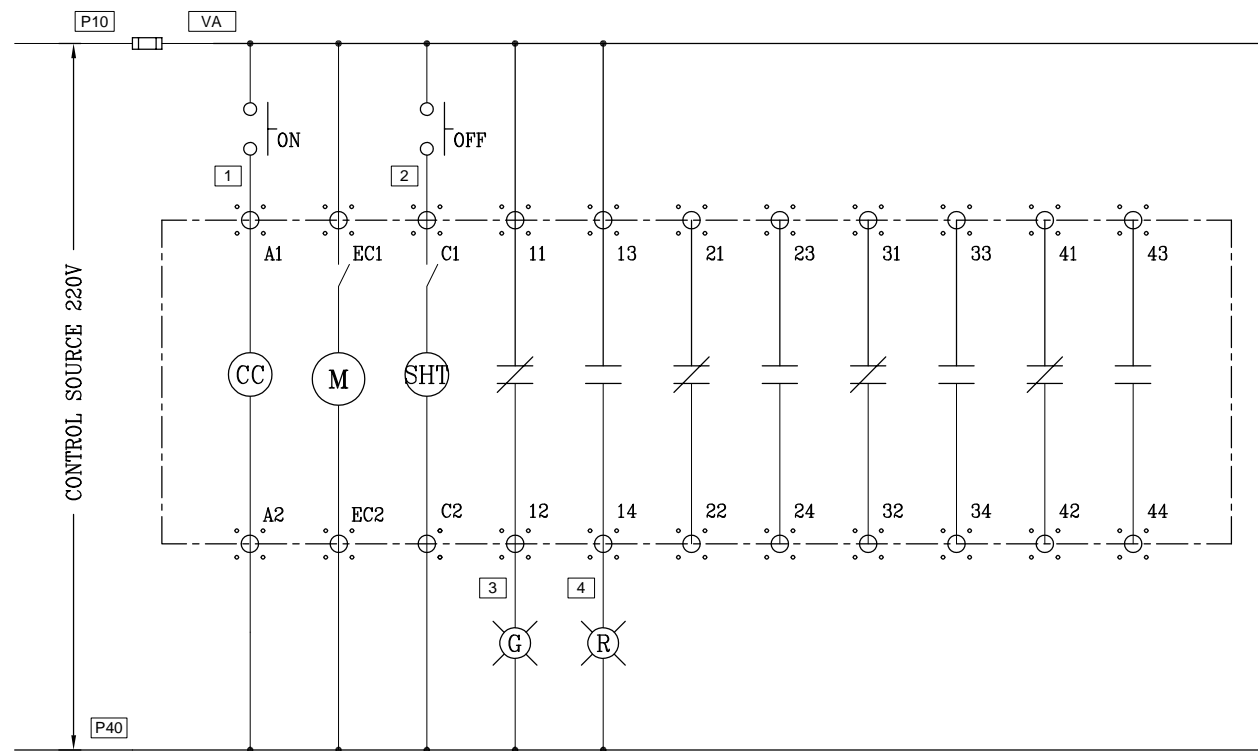 P10 VA
ON OFF
1 2
A1 EC1 C1 11 13 21 23 31 33 41 43
CONTROL SOURCE 220V
CC M SHT
A2 EC2 C2 12 14 22 24 32 34 42 44
3 4
G R
P40